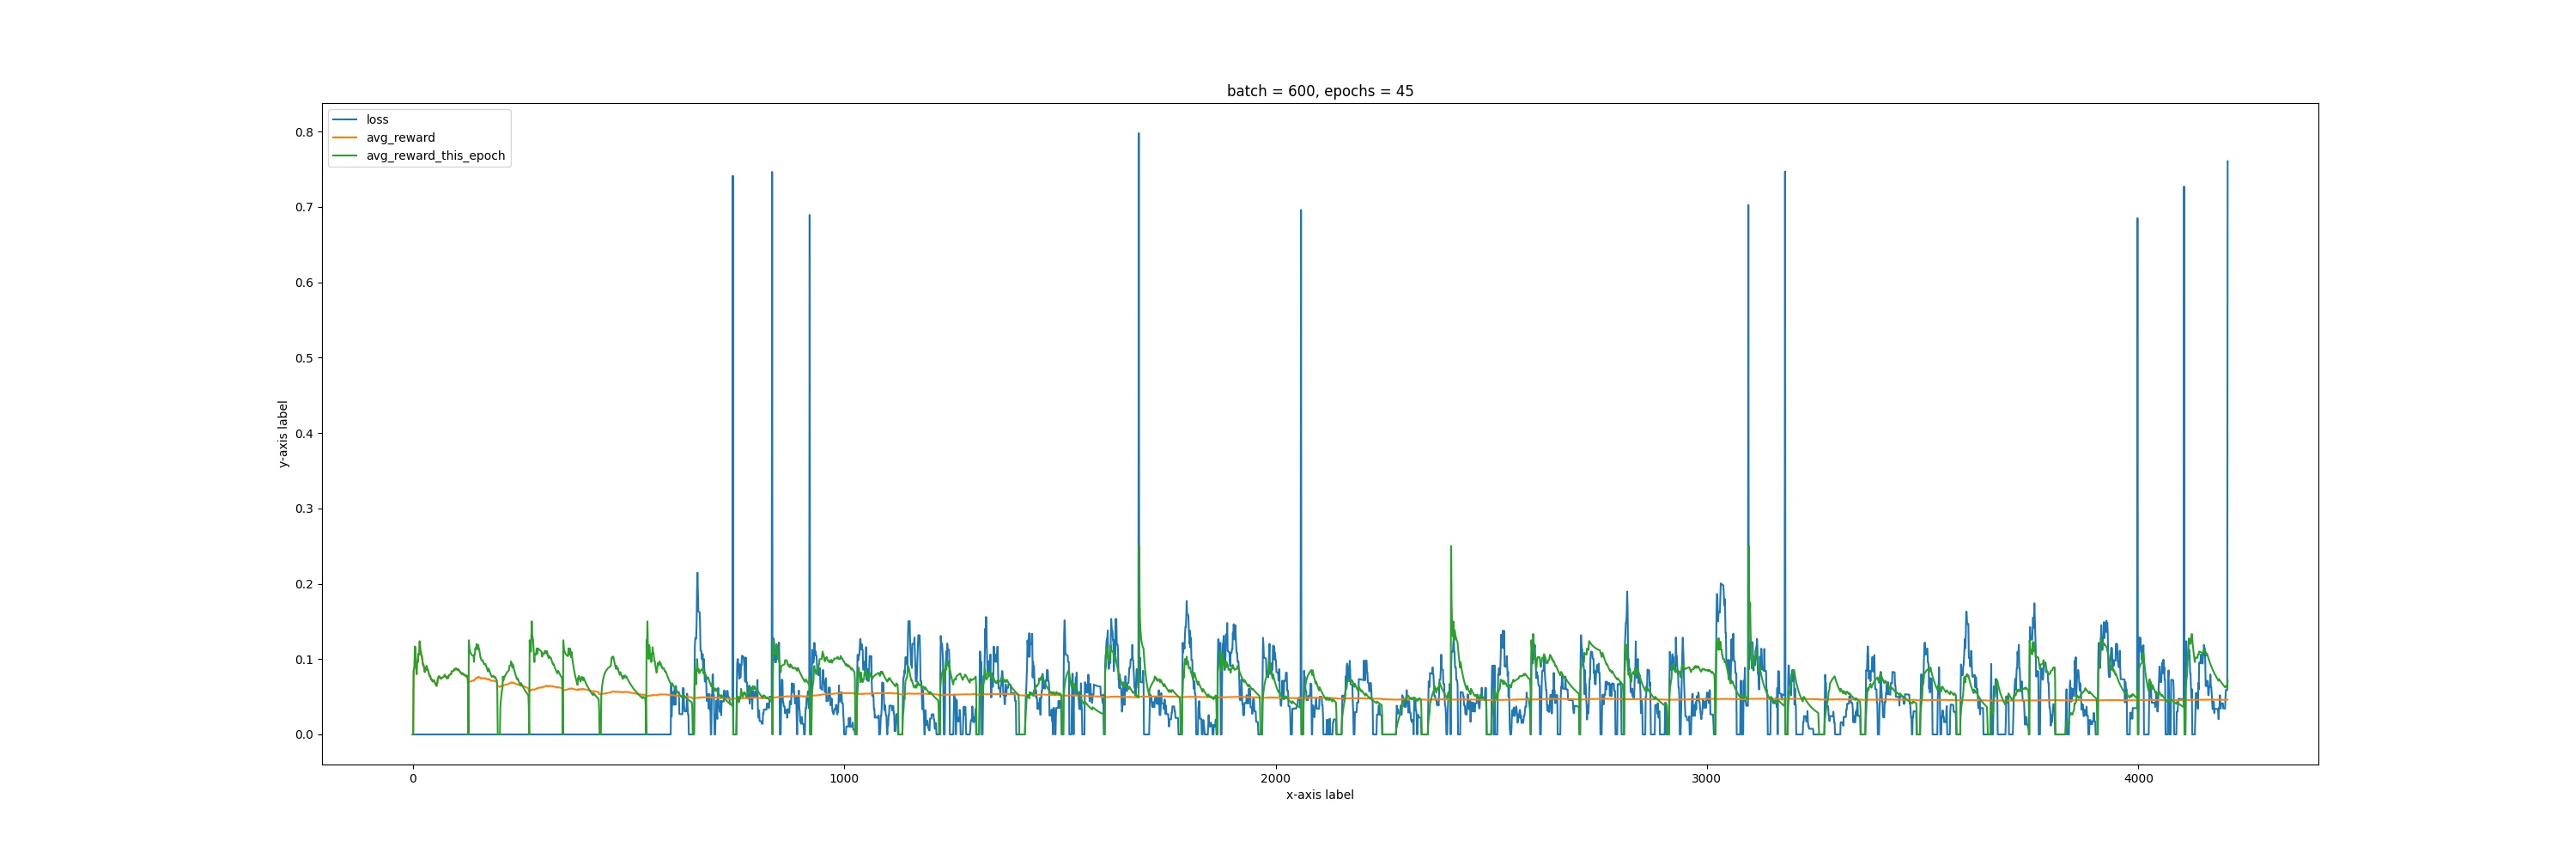 batch = 600, epochs = 45
loss
avg_reward
avg_reward_this_epoch
0.8
0.7
0.6
0.5
0.4
0.3
0.2
0.1
0.0
y-axis label
0 1000 2000 3000 4000
x-axis label